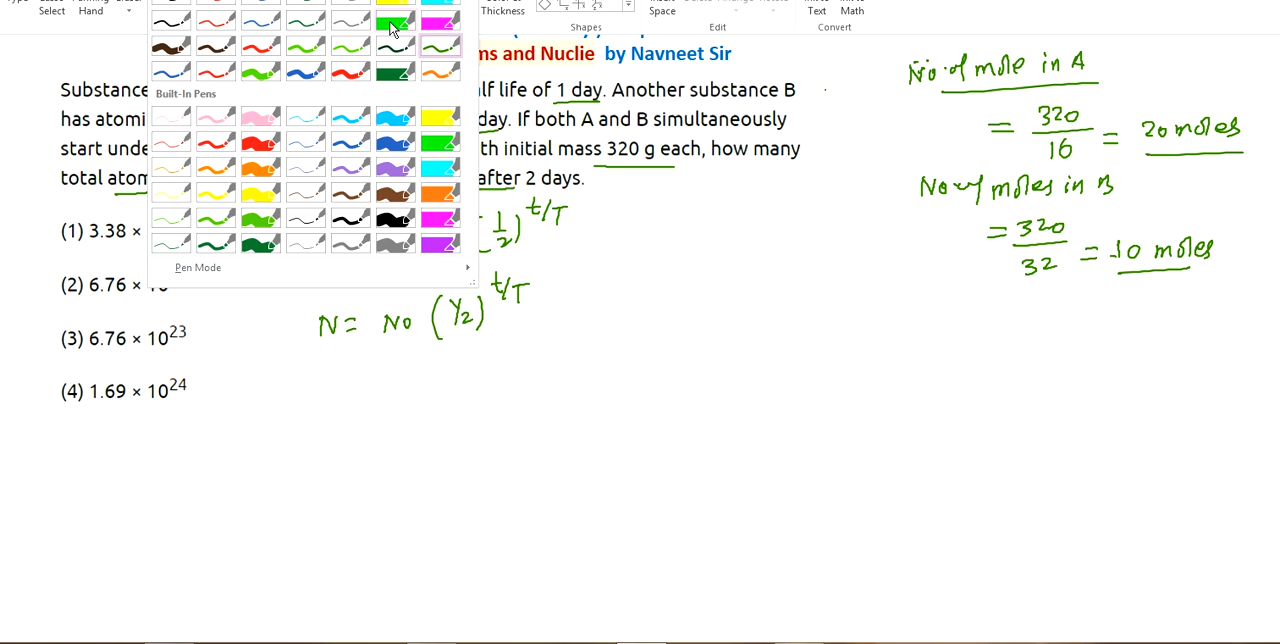 Select Hand Thickness Space Text Math
Shapes Edit Convert
ms and Nuclie by Navneet Sir
Substance lf life of 1 day. Another substance B
has atomi day. If both A and B simultaneously
start unde th initial mass 320 g each, how many
total atom after 2 days.
(1) 3.38 ×
(2) 6.76 ×
(3) 6.76 × 10^23
(4) 1.69 × 10^24
Built-In Pens
Pen Mode
(1/2)^t/T
N = No (1/2)^t/T
No. of mole in A
= 320/16 = 20 moles
No of moles in B
= 320/32 = 10 moles